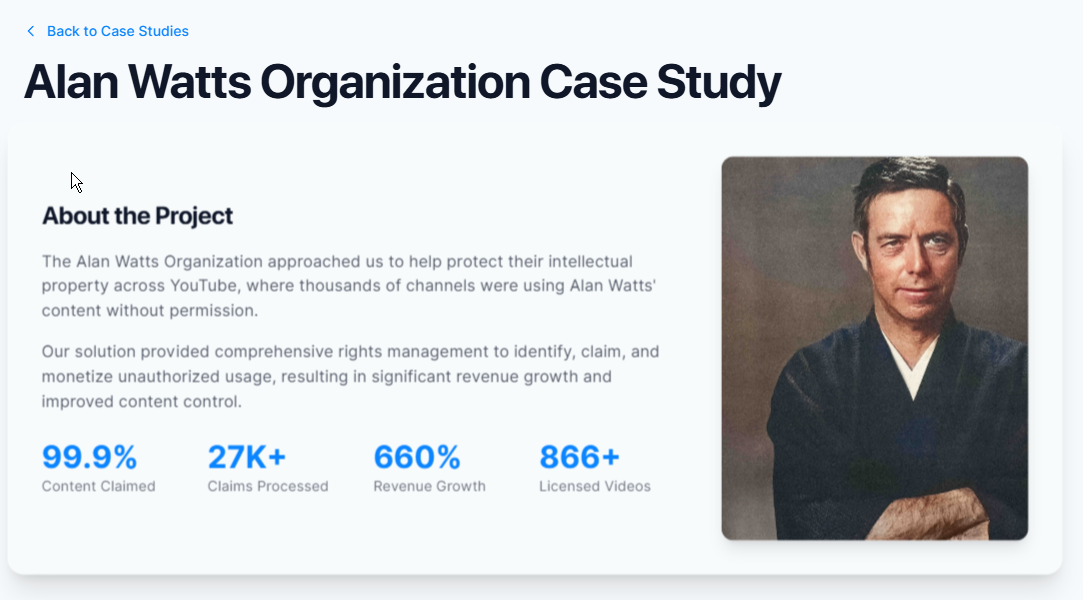 Back to Case Studies
Alan Watts Organization Case Study
About the Project
The Alan Watts Organization approached us to help protect their intellectual
property across YouTube, where thousands of channels were using Alan Watts'
content without permission.
Our solution provided comprehensive rights management to identify, claim, and
monetize unauthorized usage, resulting in significant revenue growth and
improved content control.
99.9% 27K+ 660% 866+
Content Claimed Claims Processed Revenue Growth Licensed Videos